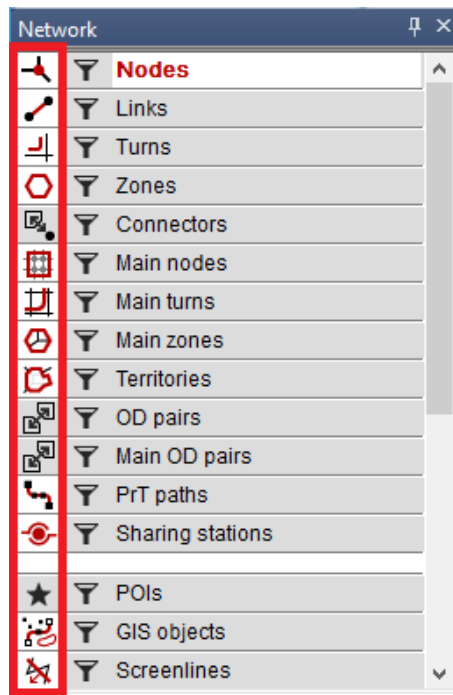 Network
Nodes
Links
Turns
Zones
Connectors
Main nodes
Main turns
Main zones
Territories
OD pairs
Main OD pairs
PrT paths
Sharing stations
POIs
GIS objects
Screenlines